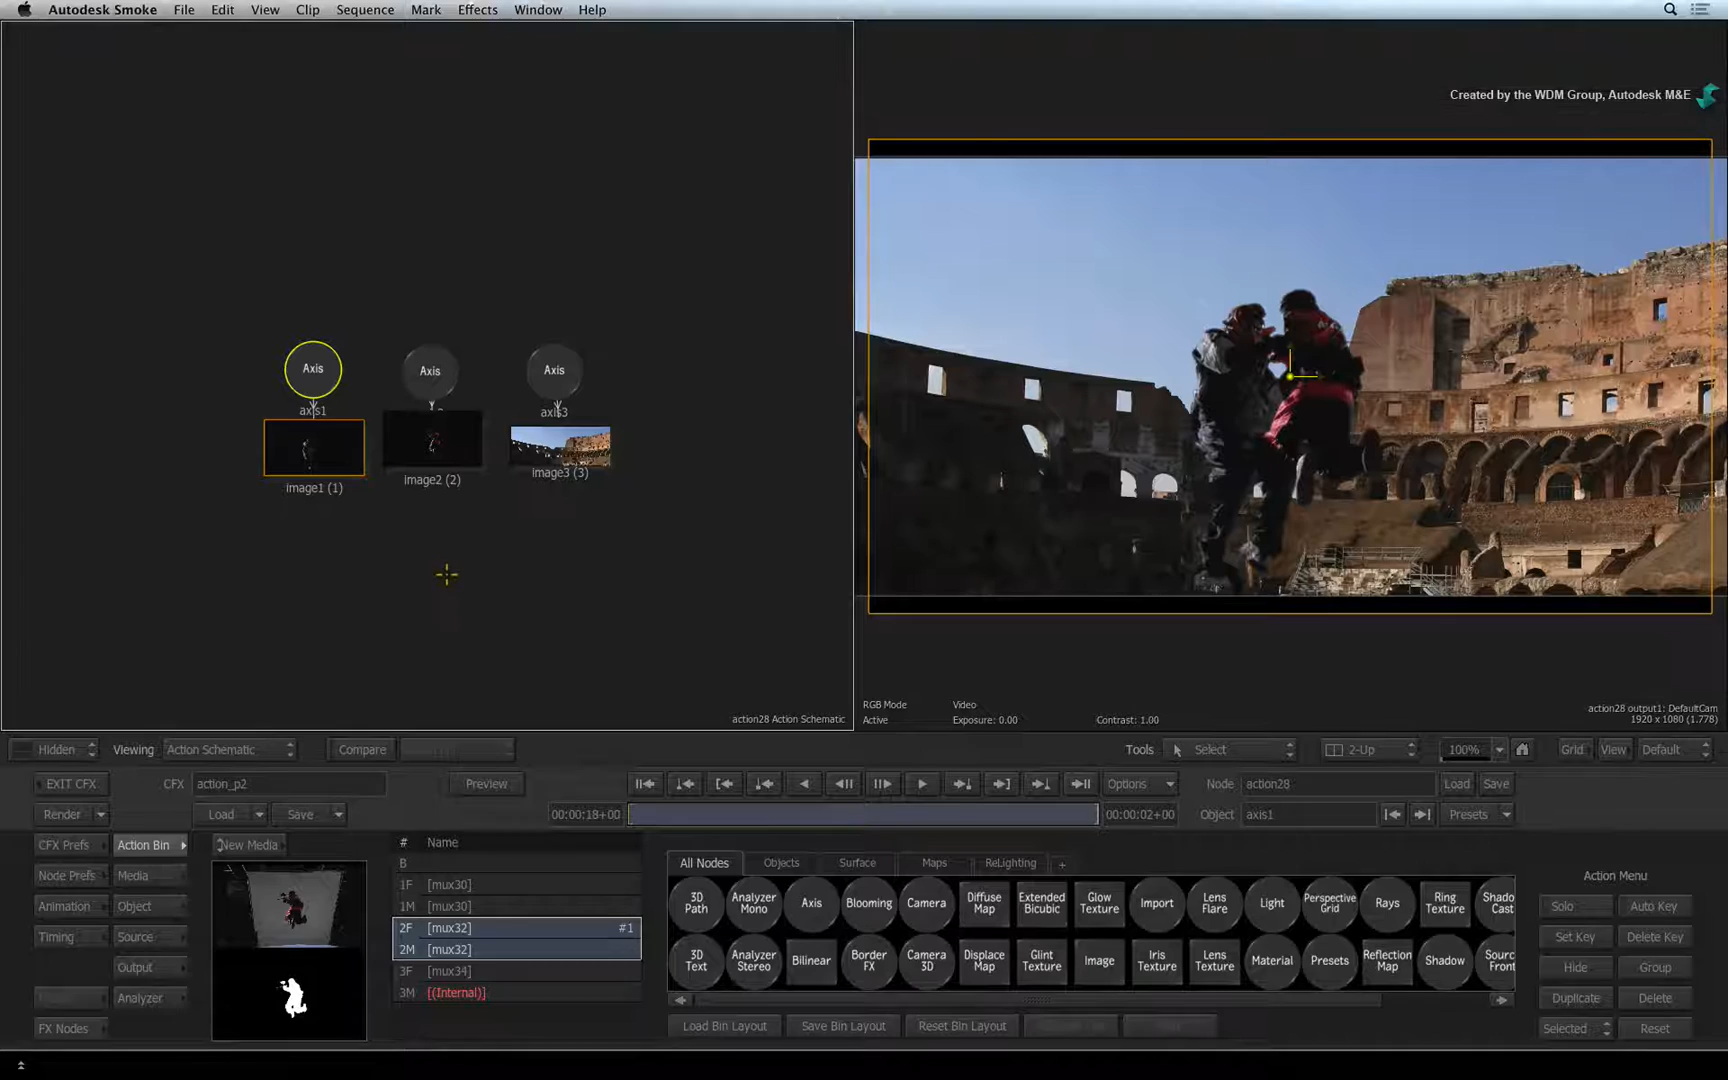 Autodesk Smoke File Edit View Clip Sequence Mark Effects Window Help
Created by the WDM Group, Autodesk M&E
Axis Axis Axis
axis1 axis3
image1 (1) image2 (2) image3 (3)
action28 Action Schematic
RGB Mode Video
Active Exposure: 0.00 Contrast: 1.00
action28 output1: DefaultCam
1920 x 1080 (1.778)
Hidden Viewing Action Schematic Compare Tools Select 2-Up 100% Grid View Default
EXIT CFX CFX action_p2 Preview Options Node action28 Load Save
Render Load Save 00:00:18+00 00:00:02+00 Object axis1 Presets
CFX Prefs Action Bin New Media
Node Prefs Media
Animation Object
Timing Source
Output
Analyzer
FX Nodes
# Name
B
1F [mux30]
1M [mux30]
2F [mux32] #1
2M [mux32]
3F [mux34]
3M [(Internal)]
All Nodes Objects Surface Maps ReLighting +
3D Path Analyzer Mono Axis Blooming Camera Diffuse Map Extended Bicubic Glow Texture Import Lens Flare Light Perspective Grid Rays Ring Texture Shado Cast
3D Text Analyzer Stereo Bilinear Border FX Camera 3D Displace Map Glint Texture Image Iris Texture Lens Texture Material Presets Reflection Map Shadow Sourc Front
Load Bin Layout Save Bin Layout Reset Bin Layout
Action Menu
Solo Auto Key
Set Key Delete Key
Hide Group
Duplicate Delete
Selected Reset